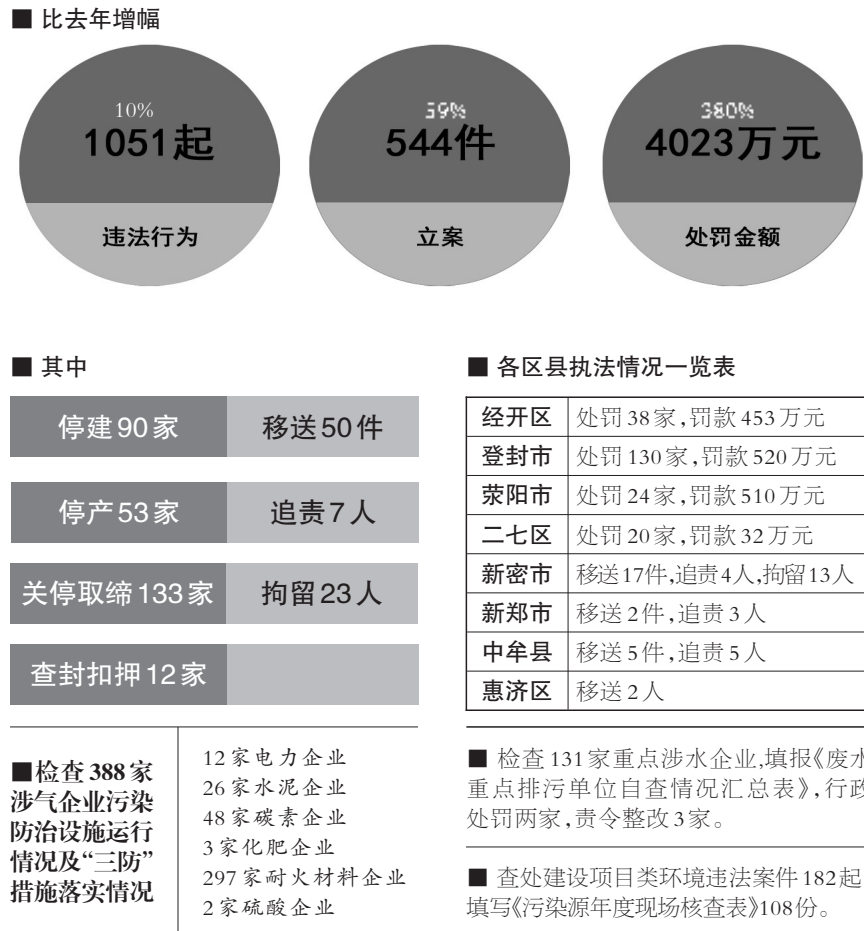 ■ 比去年增幅
10%
1051起
违法行为
59%
544件
立案
380%
4023万元
处罚金额
■ 其中
停建90家 移送50件
停产53家 追责7人
关停取缔133家 拘留23人
查封扣押12家
■ 各区县执法情况一览表
经开区 处罚38家,罚款453万元
登封市 处罚130家,罚款520万元
荥阳市 处罚24家,罚款510万元
二七区 处罚20家,罚款32万元
新密市 移送17件,追责4人,拘留13人
新郑市 移送2件,追责3人
中牟县 移送5件,追责5人
惠济区 移送2人
■检查388家
涉气企业污染
防治设施运行
情况及“三防”
措施落实情况
12家电力企业
26家水泥企业
48家碳素企业
3家化肥企业
297家耐火材料企业
2家硫酸企业
■ 检查131家重点涉水企业,填报《废水
重点排污单位自查情况汇总表》,行政
处罚两家,责令整改3家。
■ 查处建设项目类环境违法案件182起
填写《污染源年度现场核查表》108份。